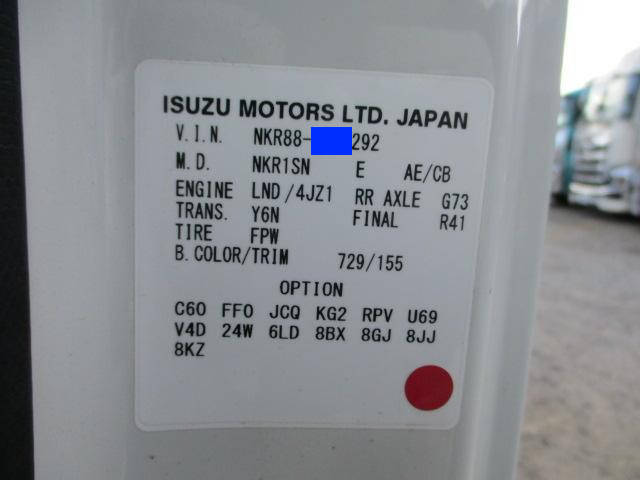 ISUZU MOTORS LTD. JAPAN
V.I.N. NKR88- 292
M.D. NKR1SN E AE/CB
ENGINE LND/4JZ1 RR AXLE G73
TRANS. Y6N FINAL R41
TIRE FPW
B.COLOR/TRIM 729/155
OPTION
C60 FF0 JCQ KG2 RPV U69
V4D 24W 6LD 8BX 8GJ 8JJ
8KZ